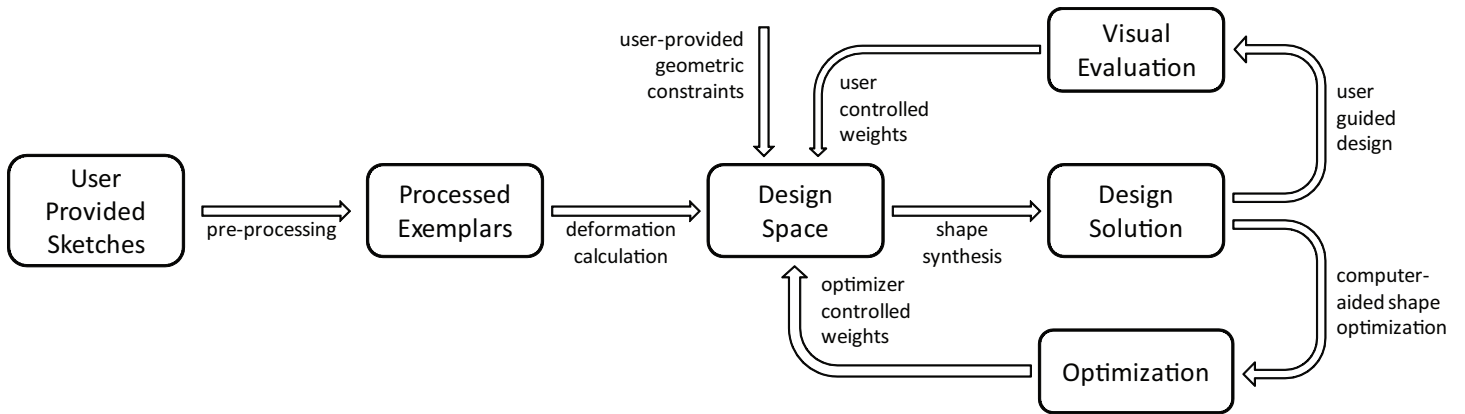 User
Provided
Sketches
pre-processing
Processed
Exemplars
deformation
calculation
user-provided
geometric
constraints
Design
Space
shape
synthesis
Design
Solution
user
guided
design
Visual
Evaluation
user
controlled
weights
computer-
aided shape
optimization
Optimization
optimizer
controlled
weights